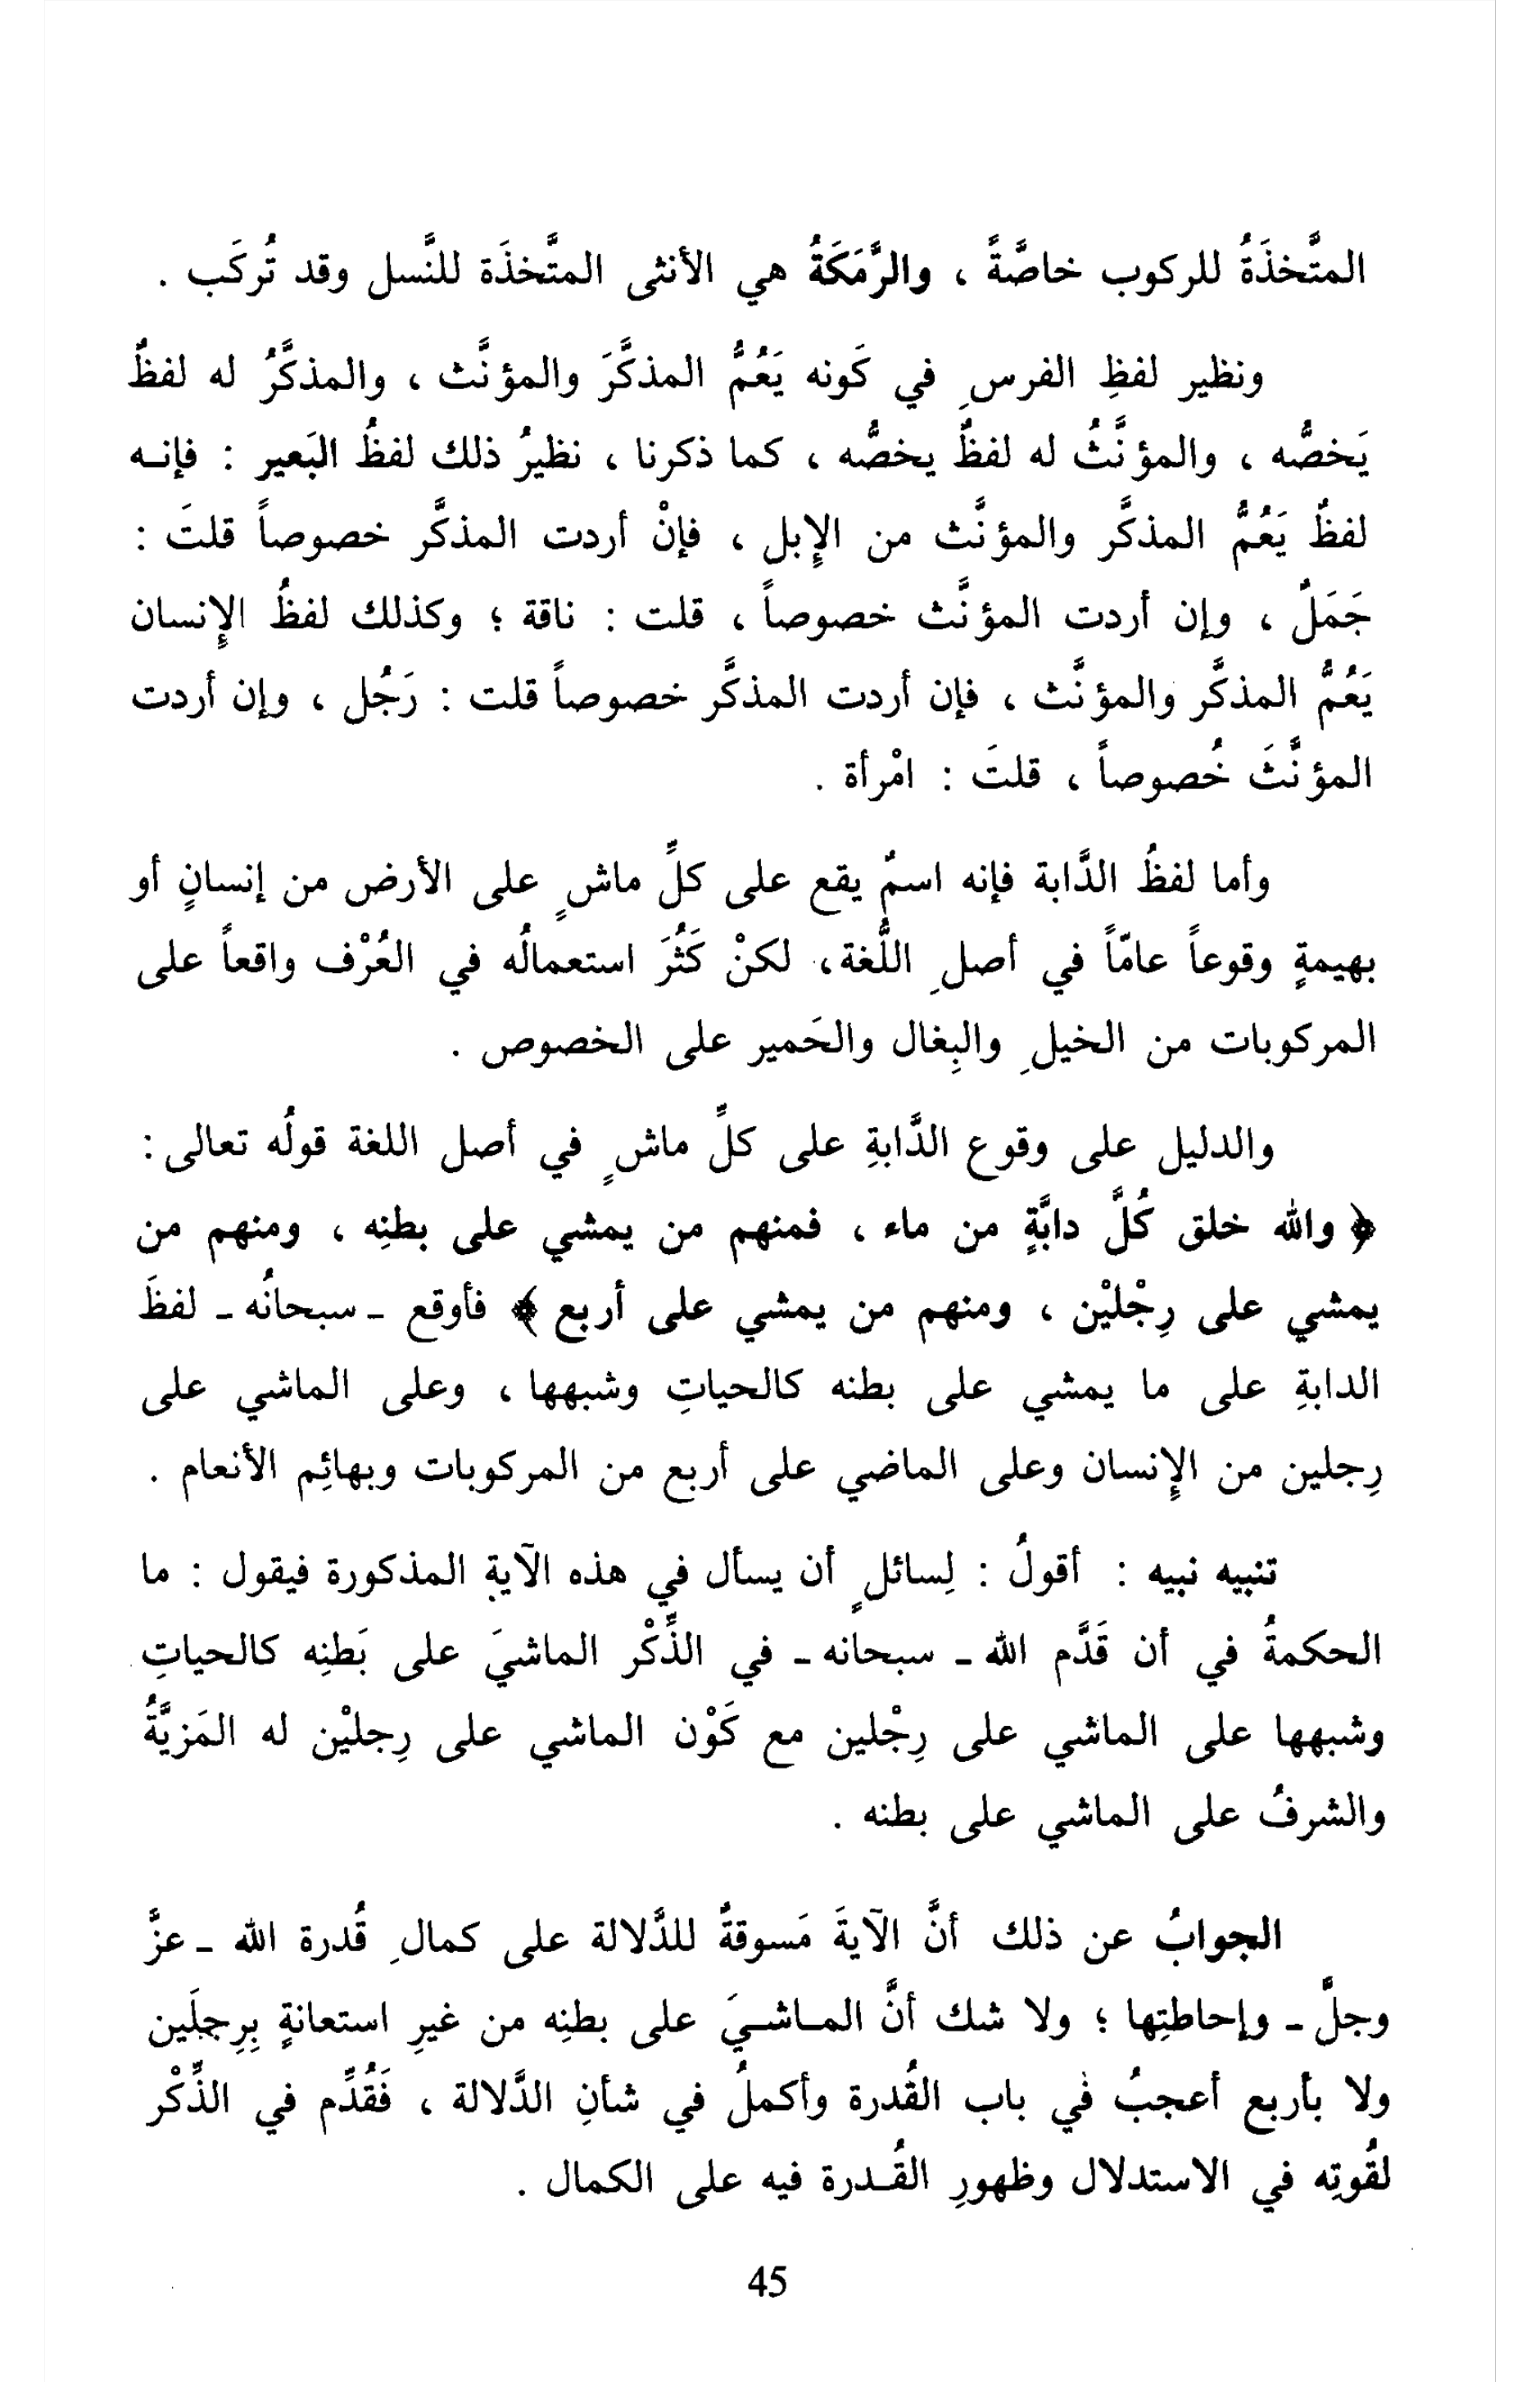 المتَّخذَةُ للركوب خاصَّةً ، والرَّمَكَةُ هي الأنثى المتَّخذَة للنَّسل وقد تُركَب .
ونظير لفظِ الفرسِ في كَونه يَعُمُّ المذكَّرَ والمؤنَّث ، والمذكَّرُ له لفظٌ
يَخصُّه ، والمؤنَّثُ له لفظٌ يخصُّه ، كما ذكرنا ، نظيرُ ذلك لفظُ البَعير : فإنـه
لفظٌ يَعُمُّ المذكَّر والمؤنَّث من الإِبل ، فإنْ أردت المذكَّر خصوصاً قلتَ :
جَمَلٌ ، وإن أردت المؤنَّث خصوصاً ، قلت : ناقة ؛ وكذلك لفظُ الإِنسان
يَعُمُّ المذكَّر والمؤنَّث ، فإن أردت المذكَّر خصوصاً قلت : رَجُل ، وإن أردت
المؤنَّثَ خُصوصاً ، قلتَ : امْرأة .
وأما لفظُ الدَّابة فإنه اسمٌ يقع على كلِّ ماشٍ على الأرض من إنسانٍ أو
بهيمةٍ وقوعاً عامّاً في أصلِ اللُّغة، لكنْ كَثُرَ استعمالُه في العُرْف واقعاً على
المركوبات من الخيلِ والبِغال والحَمير على الخصوص .
والدليل على وقوع الدَّابةِ على كلِّ ماشٍ في أصل اللغة قولُه تعالى :
﴿ والله خلق كُلَّ دابَّةٍ من ماء ، فمنهم من يمشي على بطنِه ، ومنهم من
يمشي على رِجْليْن ، ومنهم من يمشي على أربع ﴾ فأوقع ـ سبحانُه ـ لفظَ
الدابةِ على ما يمشي على بطنه كالحياتِ وشبهها ، وعلى الماشي على
رِجلين من الإِنسان وعلى الماضي على أربع من المركوبات وبهائِم الأنعام .
تنبيه نبيه : أقولُ : لِسائلٍ أن يسأل في هذه الآيةِ المذكورة فيقول : ما
الحكمةُ في أن قَدَّم الله ـ سبحانه ـ في الذِّكْر الماشيَ على بَطنِه كالحياتِ
وشبهها على الماشي على رِجْلين مع كَوْن الماشي على رِجليْن له المَزيَّةُ
والشرفُ على الماشي على بطنه .
الجوابُ عن ذلك أنَّ الآيةَ مَسوقةٌ للدَّلالة على كمالِ قُدرة الله ـ عزَّ
وجلَّ ـ وإحاطتِها ؛ ولا شك أنَّ المـاشـيَ على بطنِه من غيرِ استعانةٍ بِرِجلَين
ولا بأربع أعجبُ في باب القُدرة وأكملُ في شأنِ الدَّلالة ، فَقُدِّم في الذِّكْر
لقُوتِه في الاستدلال وظهورِ القُـدرة فيه على الكمال .
45